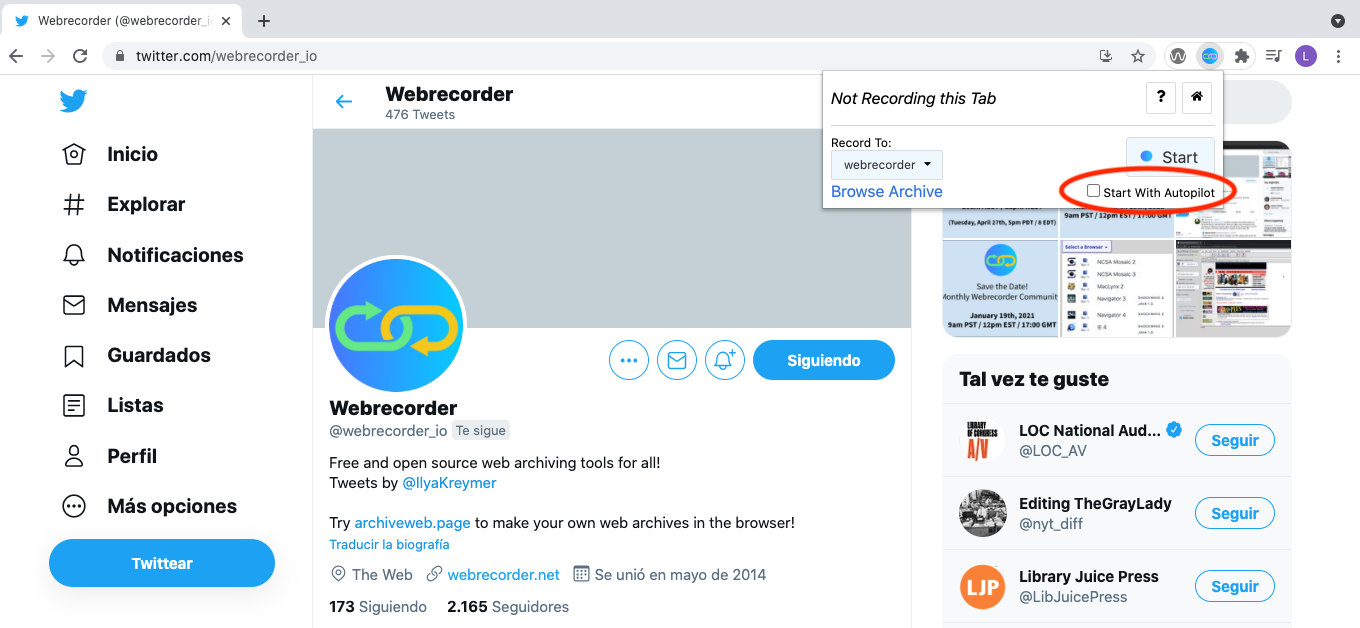 Webrecorder (@webrecorder_i
twitter.com/webrecorder_io
L
Not Recording this Tab
?
Record To:
webrecorder
Start
Browse Archive
Start With Autopilot
Inicio
Explorar
Notificaciones
Mensajes
Guardados
Listas
Perfil
Más opciones
Twittear
Webrecorder
476 Tweets
Siguiendo
Webrecorder
@webrecorder_io Te sigue
Free and open source web archiving tools for all!
Tweets by @IlyaKreymer
Try archiveweb.page to make your own web archives in the browser!
Traducir la biografía
The Web webrecorder.net Se unió en mayo de 2014
173 Siguiendo 2.165 Seguidores
(Tuesday, April 27th, 5pm PDT / 8 EDT)
9am PST / 12pm EST / 17:00 GMT
Save the Date!
Monthly Webrecorder Communit
January 19th, 2021
9am PST / 12pm EST / 17:00 GMT
Select a Browser
NCSA Mosaic 2
NCSA Mosaic 3
MacLynx 2
Navigator 3
Navigator 4
IE 4
Tal vez te guste
LOC National Aud...
@LOC_AV
Seguir
LIBRARY OF CONGRESS
A/V
Editing TheGrayLady
@nyt_diff
Seguir
LJP
Library Juice Press
@LibJuicePress
Seguir